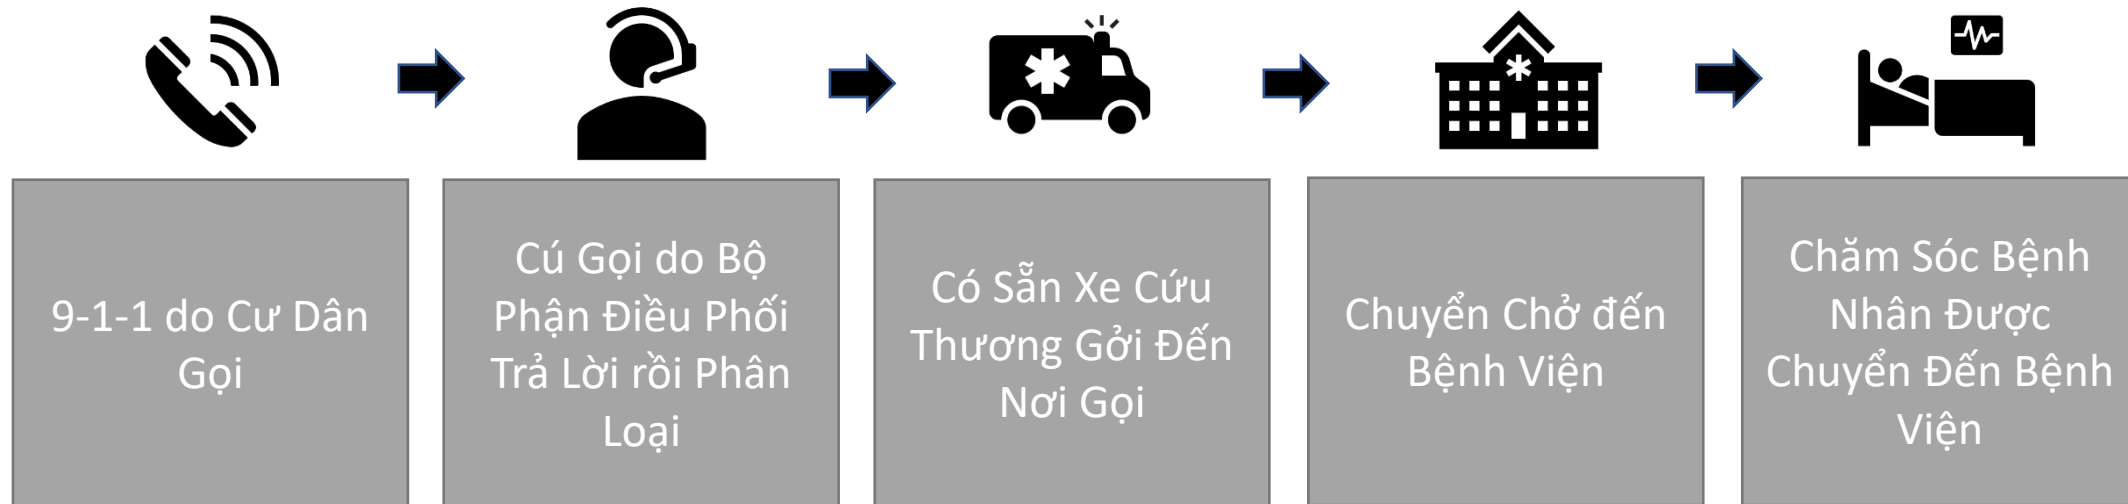 9-1-1 do Cư Dân
Gọi
Cú Gọi do Bộ
Phận Điều Phối
Trả Lời rồi Phân
Loại
Có Sẵn Xe Cứu
Thương Gởi Đến
Nơi Gọi
Chuyển Chở đến
Bệnh Viện
Chăm Sóc Bệnh
Nhân Được
Chuyển Đến Bệnh
Viện